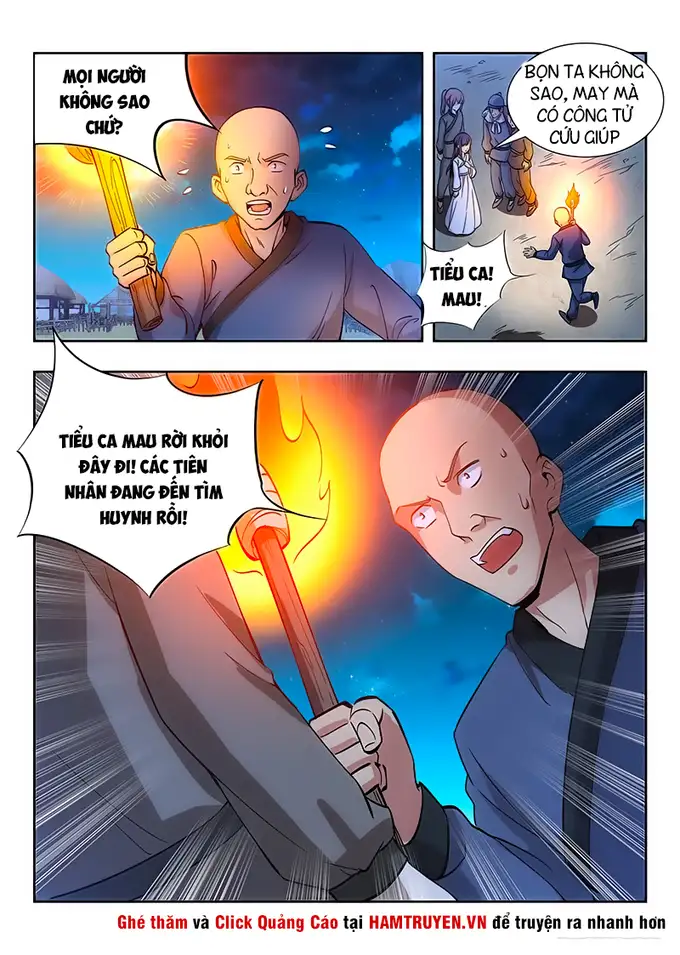 MỌI NGƯỜI
KHÔNG SAO
CHỨ?
BỌN TA KHÔNG
SAO, MAY MÀ
CÓ CÔNG TỬ
CỨU GIÚP
TIỂU CA!
MAU!
TIỂU CA MAU RỜI KHỎI
ĐÂY ĐI! CÁC TIÊN
NHÂN ĐANG ĐẾN TÌM
HUYNH RỒI!
Ghé thăm và Click Quảng Cáo tại HAMTRUYEN.VN để truyện ra nhanh hơn